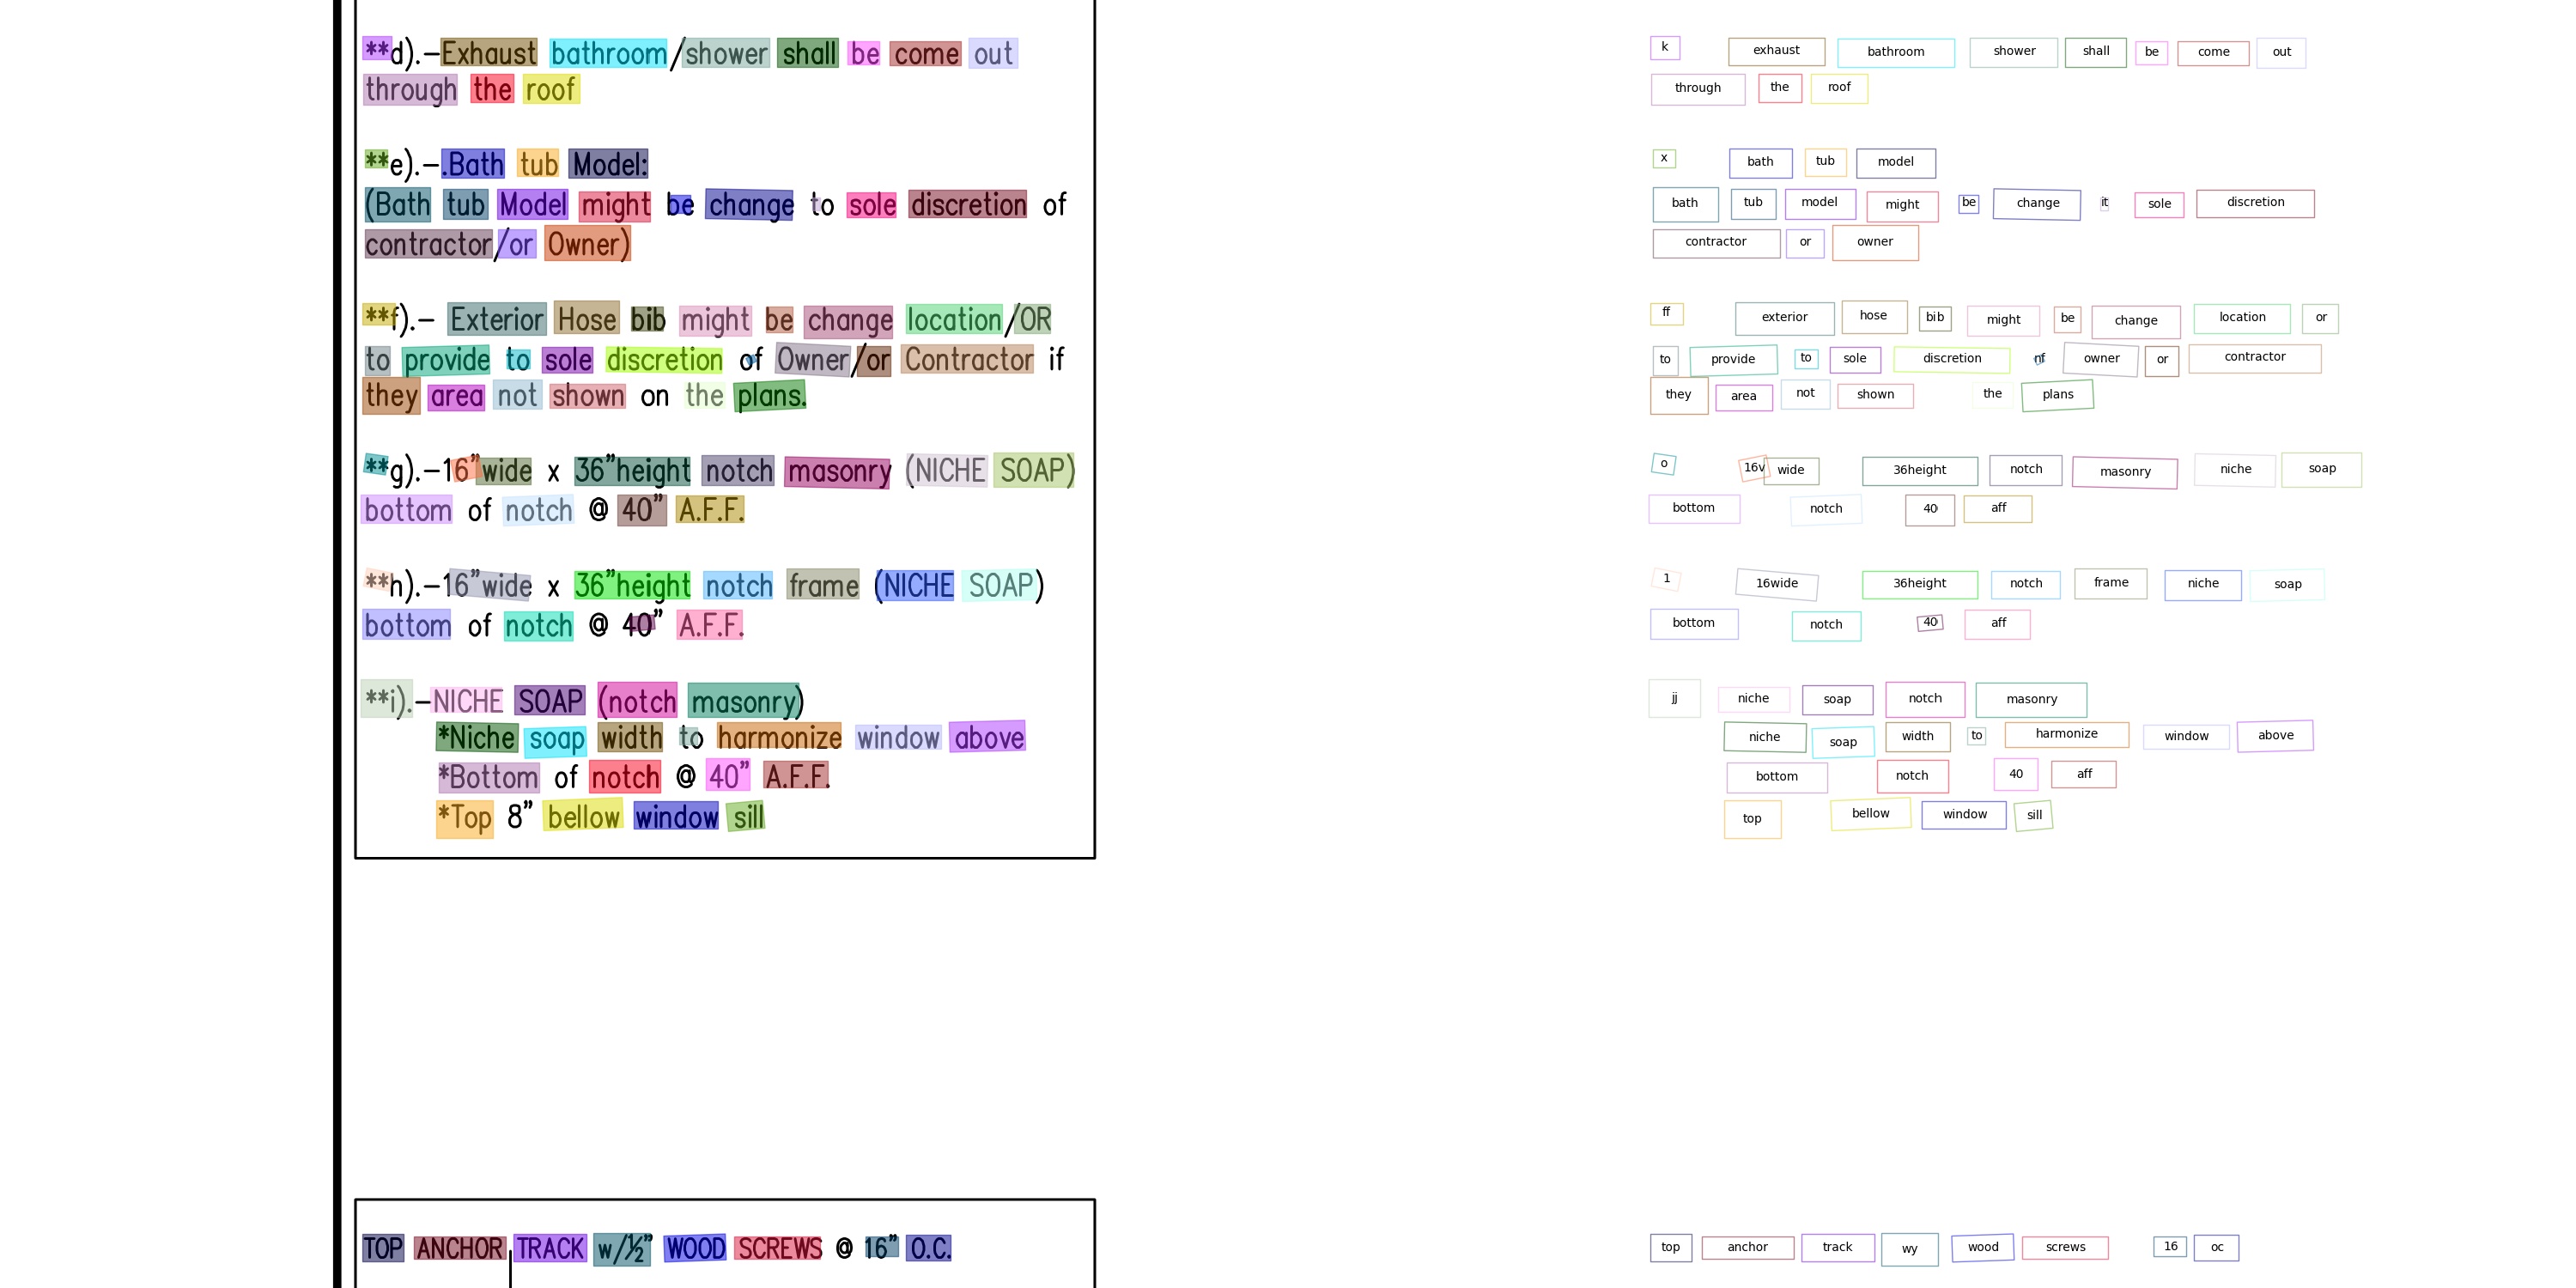 **d).-Exhaust bathroom/shower shall be come out
through the roof
**e).-.Bath tub Model:
(Bath tub Model might be change to sole discretion of
contractor/or Owner)
**f).- Exterior Hose bib might be change location/OR
to provide to sole discretion of Owner/or Contractor if
they area not shown on the plans.
**g).-16"wide x 36"height notch masonry (NICHE SOAP)
bottom of notch @ 40" A.F.F.
**h).-16"wide x 36"height notch frame (NICHE SOAP)
bottom of notch @ 40" A.F.F.
**i).-NICHE SOAP (notch masonry)
*Niche soap width to harmonize window above
*Bottom of notch @ 40" A.F.F.
*Top 8" bellow window sill
TOP ANCHOR TRACK w/½" WOOD SCREWS @ 16" O.C.
k exhaust bathroom shower shall be come out
through the roof
x bath tub model
bath tub model might be change it sole discretion
contractor or owner
ff exterior hose bib might be change location or
to provide to sole discretion nf owner or contractor
they area not shown the plans
o 16v wide 36height notch masonry niche soap
bottom notch 40 aff
1 16wide 36height notch frame niche soap
bottom notch 40 aff
jj niche soap notch masonry
niche soap width to harmonize window above
bottom notch 40 aff
top bellow window sill
top anchor track wy wood screws 16 oc